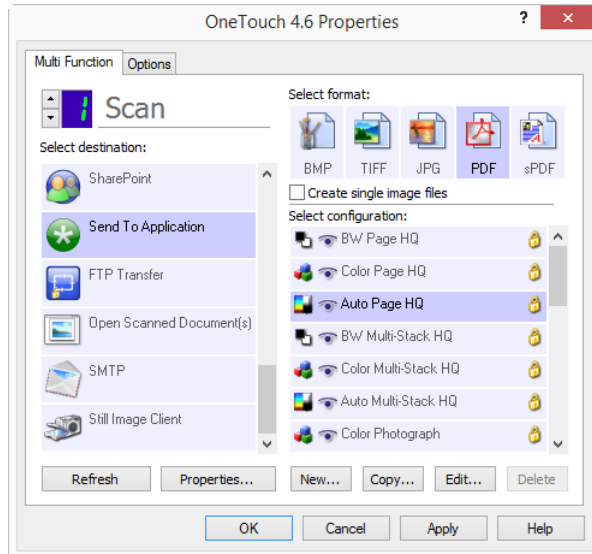 OneTouch 4.6 Properties
? ×
Multi Function Options
1 Scan
Select destination:
SharePoint
Send To Application
FTP Transfer
Open Scanned Document(s)
SMTP
Still Image Client
Refresh Properties...
Select format:
BMP TIFF JPG PDF sPDF
Create single image files
Select configuration:
BW Page HQ
Color Page HQ
Auto Page HQ
BW Multi-Stack HQ
Color Multi-Stack HQ
Auto Multi-Stack HQ
Color Photograph
New... Copy... Edit... Delete
OK Cancel Apply Help